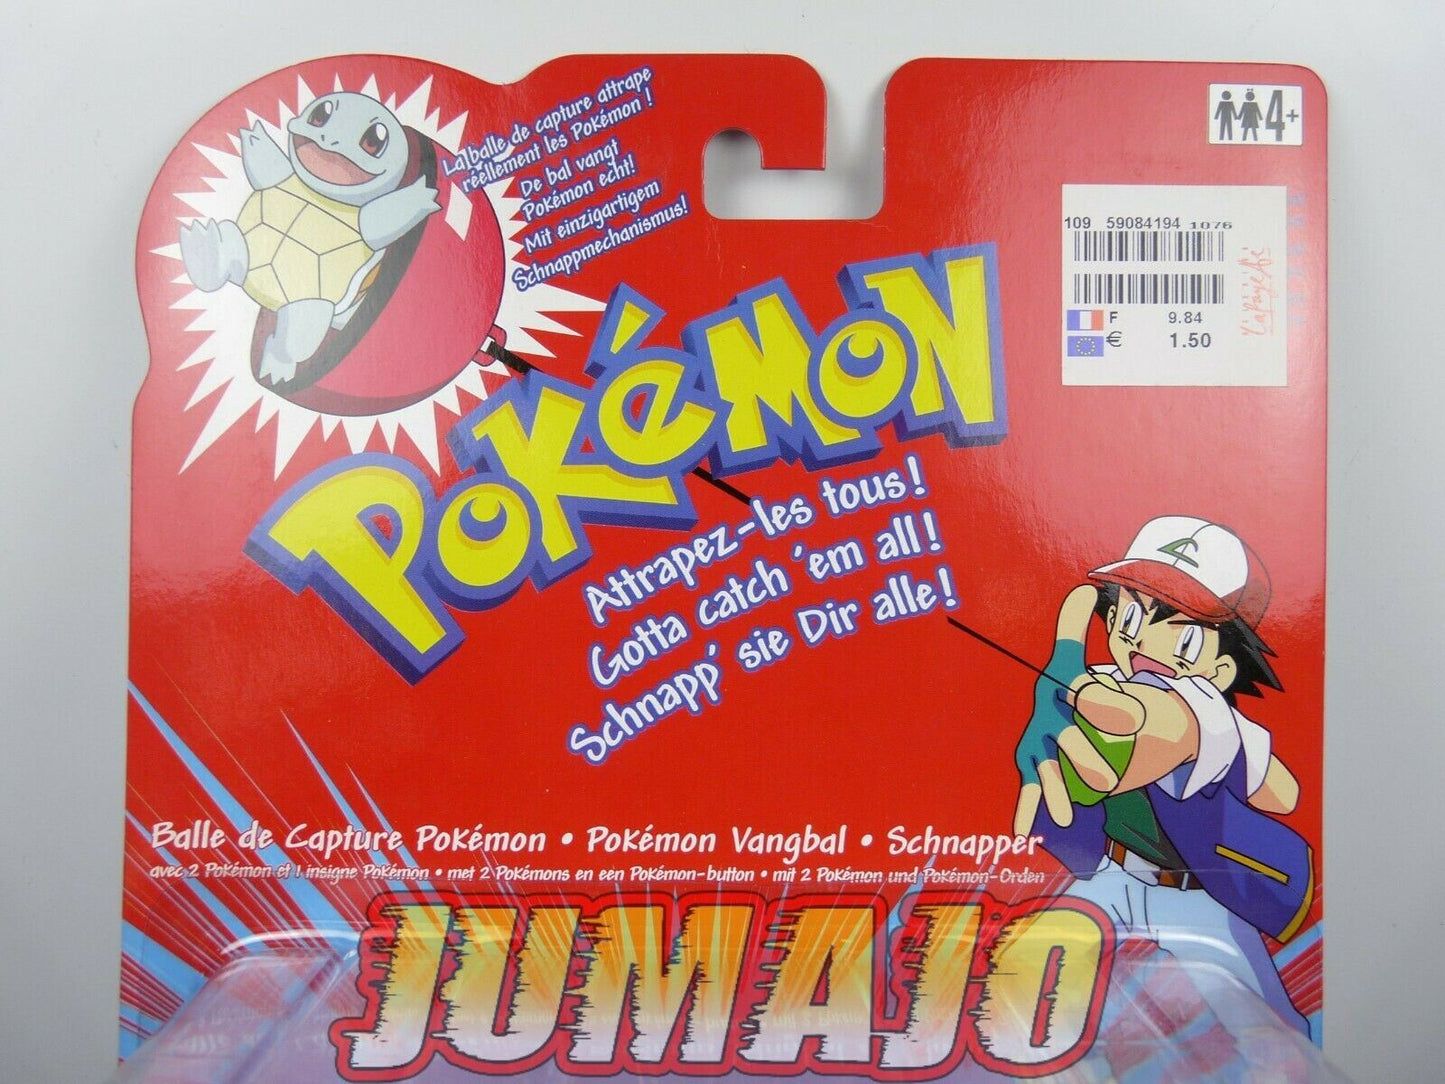 La balle de capture attrape
réellement les Pokémon !
De bal vangt
Pokémon echt!
Mit einzigartigem
Schnappmechanismus!
4+
109 59084194 1076
F 9.84
€ 1.50
POKéMON
Attrapez-les tous!
Gotta catch 'em all!
Schnapp' sie Dir alle!
Balle de Capture Pokémon • Pokémon Vangbal • Schnapper
avec 2 Pokémon et 1 insigne Pokémon • met 2 Pokémons en een Pokémon-button • mit 2 Pokémon und Pokémon-Orden
JUMAJO